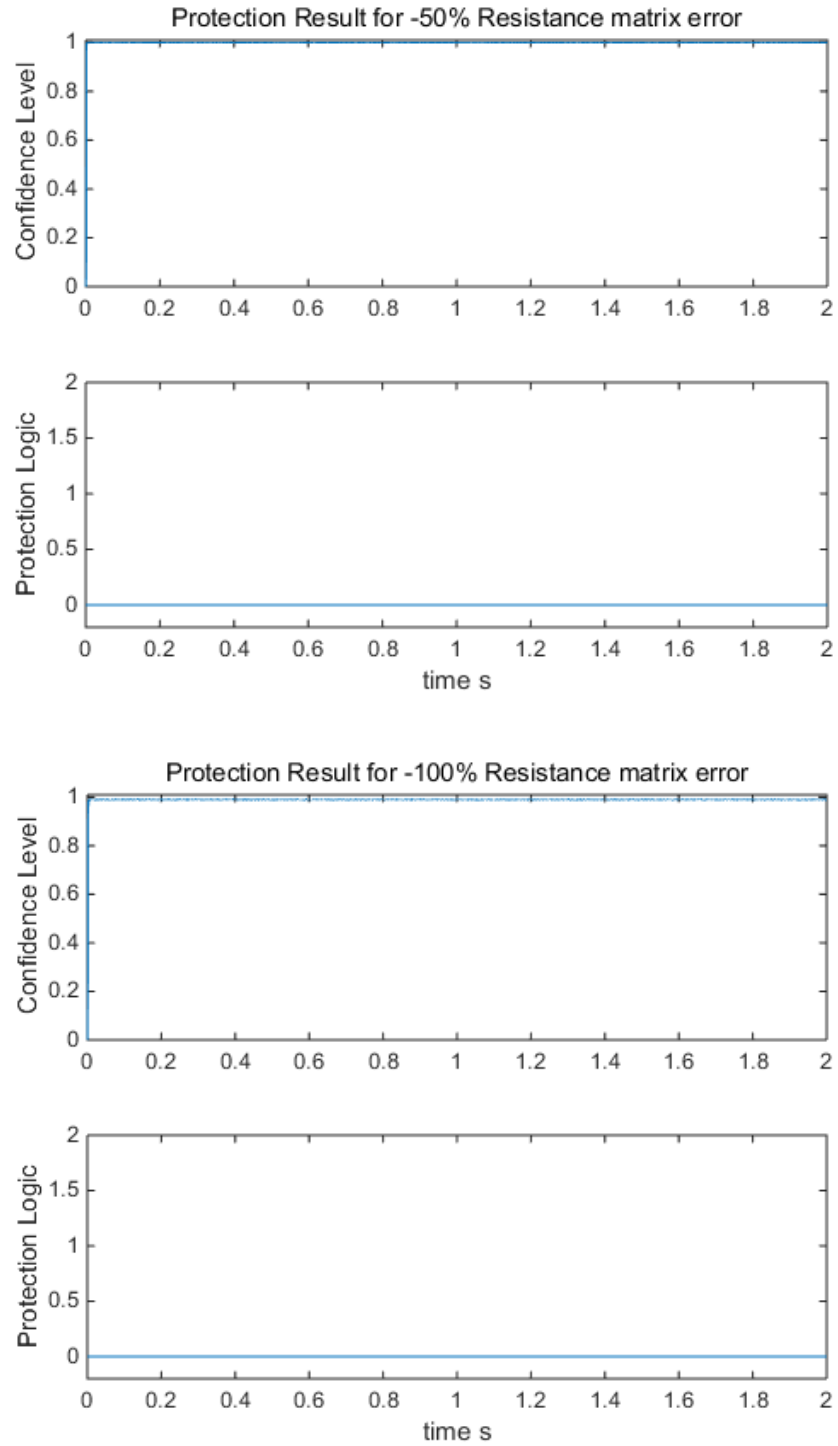 Protection Result for -50% Resistance matrix error
Confidence Level
1
0.8
0.6
0.4
0.2
0
0 0.2 0.4 0.6 0.8 1 1.2 1.4 1.6 1.8 2
Protection Logic
2
1.5
1
0.5
0
0 0.2 0.4 0.6 0.8 1 1.2 1.4 1.6 1.8 2
time s
Protection Result for -100% Resistance matrix error
Confidence Level
1
0.8
0.6
0.4
0.2
0
0 0.2 0.4 0.6 0.8 1 1.2 1.4 1.6 1.8 2
Protection Logic
2
1.5
1
0.5
0
0 0.2 0.4 0.6 0.8 1 1.2 1.4 1.6 1.8 2
time s